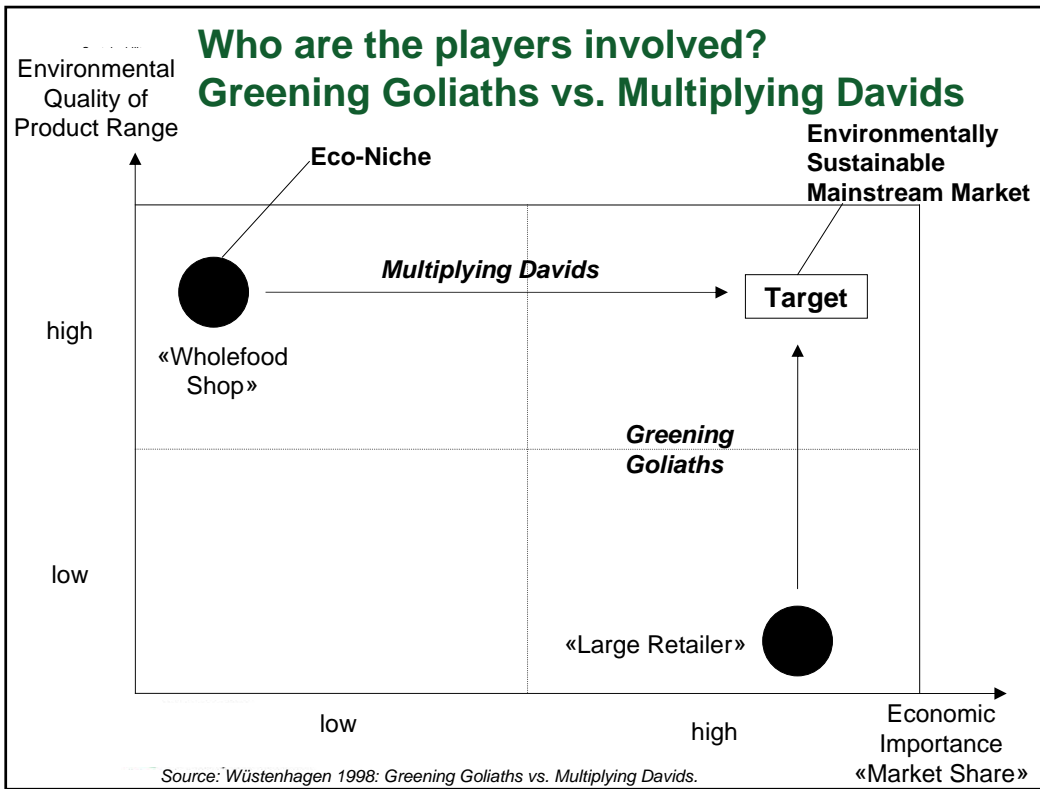 Who are the players involved?
Greening Goliaths vs. Multiplying Davids
Environmental
Quality of
Product Range
Eco-Niche
Environmentally
Sustainable
Mainstream Market
Multiplying Davids
Target
high
«Wholefood
Shop»
Greening
Goliaths
low
«Large Retailer»
low
high
Economic
Importance
«Market Share»
Source: Wüstenhagen 1998: Greening Goliaths vs. Multiplying Davids.